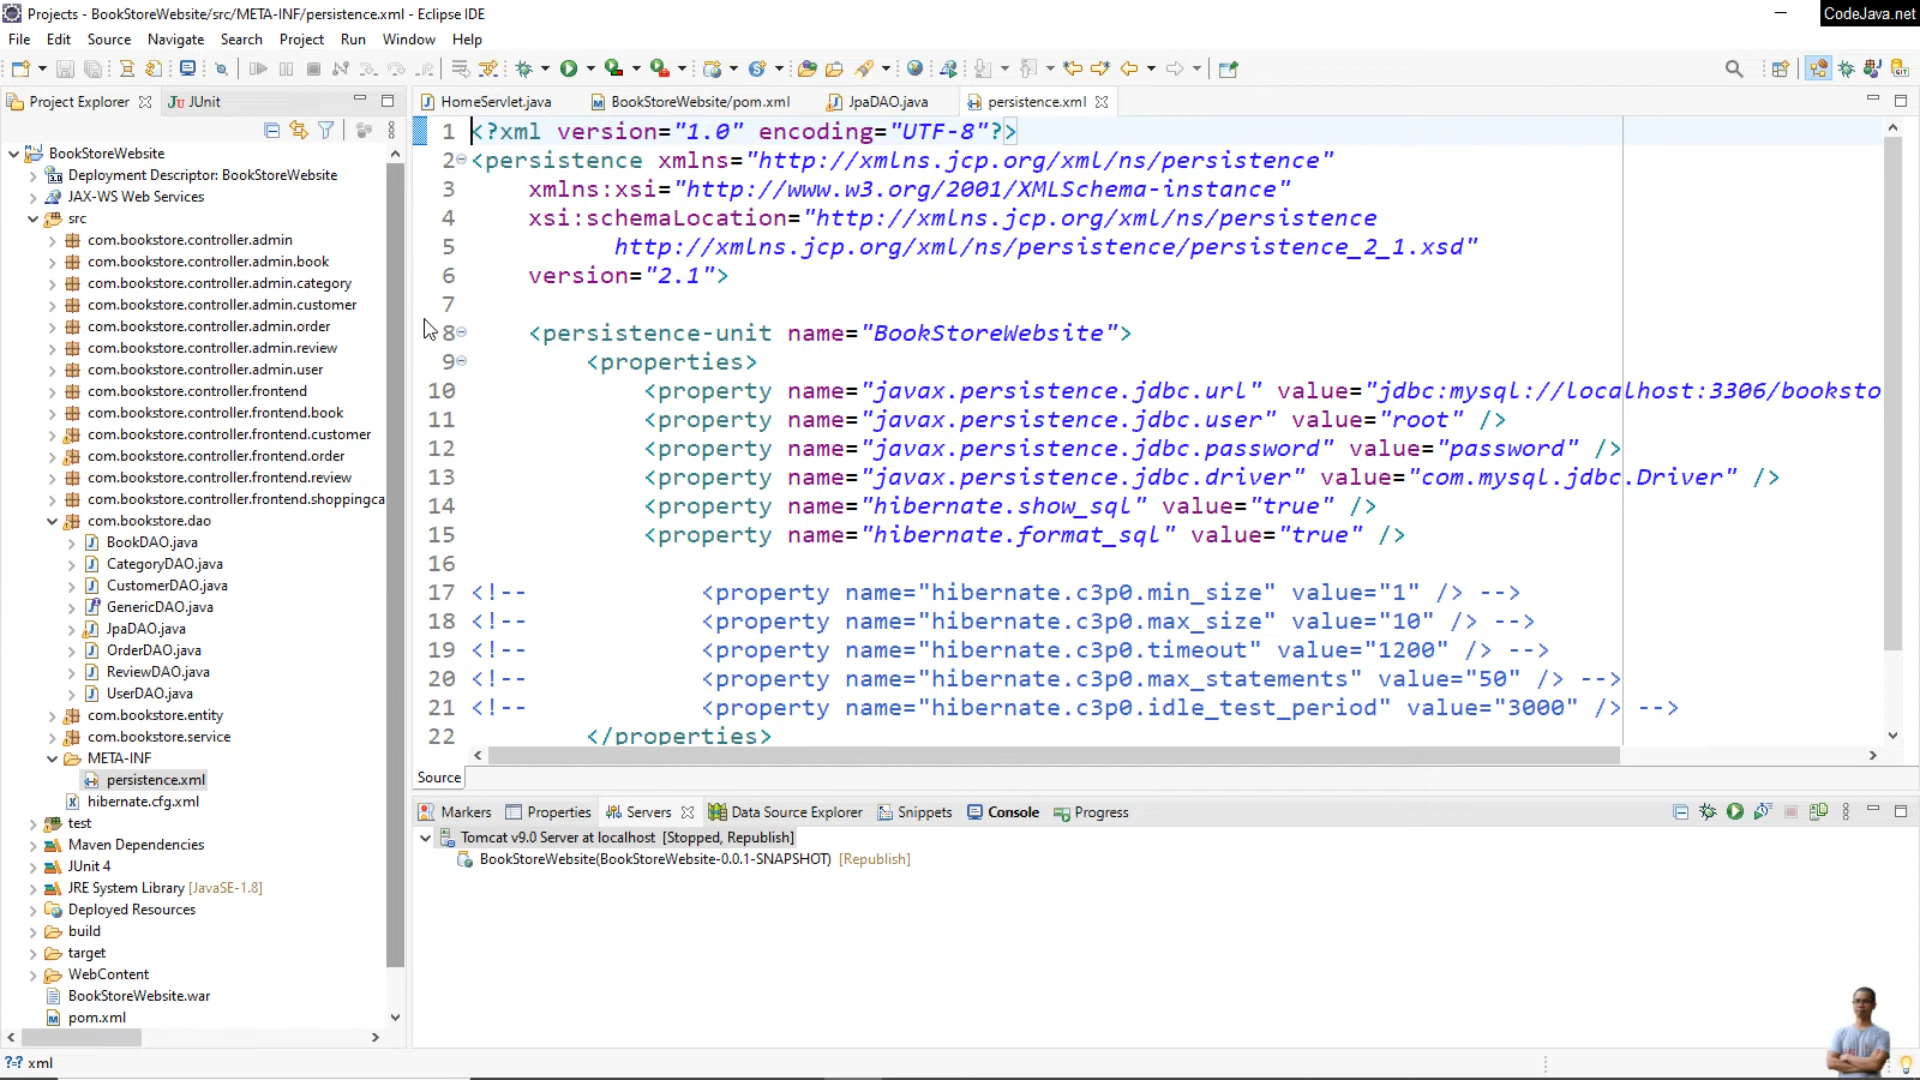 Projects - BookStoreWebsite/src/META-INF/persistence.xml - Eclipse IDE
CodeJava.net
File Edit Source Navigate Search Project Run Window Help
Project Explorer JUnit
HomeServlet.java BookStoreWebsite/pom.xml JpaDAO.java persistence.xml
BookStoreWebsite
Deployment Descriptor: BookStoreWebsite
JAX-WS Web Services
src
com.bookstore.controller.admin
com.bookstore.controller.admin.book
com.bookstore.controller.admin.category
com.bookstore.controller.admin.customer
com.bookstore.controller.admin.order
com.bookstore.controller.admin.review
com.bookstore.controller.admin.user
com.bookstore.controller.frontend
com.bookstore.controller.frontend.book
com.bookstore.controller.frontend.customer
com.bookstore.controller.frontend.order
com.bookstore.controller.frontend.review
com.bookstore.controller.frontend.shoppingca
com.bookstore.dao
BookDAO.java
CategoryDAO.java
CustomerDAO.java
GenericDAO.java
JpaDAO.java
OrderDAO.java
ReviewDAO.java
UserDAO.java
com.bookstore.entity
com.bookstore.service
META-INF
persistence.xml
hibernate.cfg.xml
test
Maven Dependencies
JUnit 4
JRE System Library [JavaSE-1.8]
Deployed Resources
build
target
WebContent
BookStoreWebsite.war
pom.xml
1 <?xml version="1.0" encoding="UTF-8"?>
2 <persistence xmlns="http://xmlns.jcp.org/xml/ns/persistence"
3 xmlns:xsi="http://www.w3.org/2001/XMLSchema-instance"
4 xsi:schemaLocation="http://xmlns.jcp.org/xml/ns/persistence
5 http://xmlns.jcp.org/xml/ns/persistence/persistence_2_1.xsd"
6 version="2.1">
7
8 <persistence-unit name="BookStoreWebsite">
9 <properties>
10 <property name="javax.persistence.jdbc.url" value="jdbc:mysql://localhost:3306/booksto
11 <property name="javax.persistence.jdbc.user" value="root" />
12 <property name="javax.persistence.jdbc.password" value="password" />
13 <property name="javax.persistence.jdbc.driver" value="com.mysql.jdbc.Driver" />
14 <property name="hibernate.show_sql" value="true" />
15 <property name="hibernate.format_sql" value="true" />
16
17 <!-- <property name="hibernate.c3p0.min_size" value="1" /> -->
18 <!-- <property name="hibernate.c3p0.max_size" value="10" /> -->
19 <!-- <property name="hibernate.c3p0.timeout" value="1200" /> -->
20 <!-- <property name="hibernate.c3p0.max_statements" value="50" /> -->
21 <!-- <property name="hibernate.c3p0.idle_test_period" value="3000" /> -->
22 </properties>
Source
Markers Properties Servers Data Source Explorer Snippets Console Progress
Tomcat v9.0 Server at localhost [Stopped, Republish]
BookStoreWebsite(BookStoreWebsite-0.0.1-SNAPSHOT) [Republish]
xml